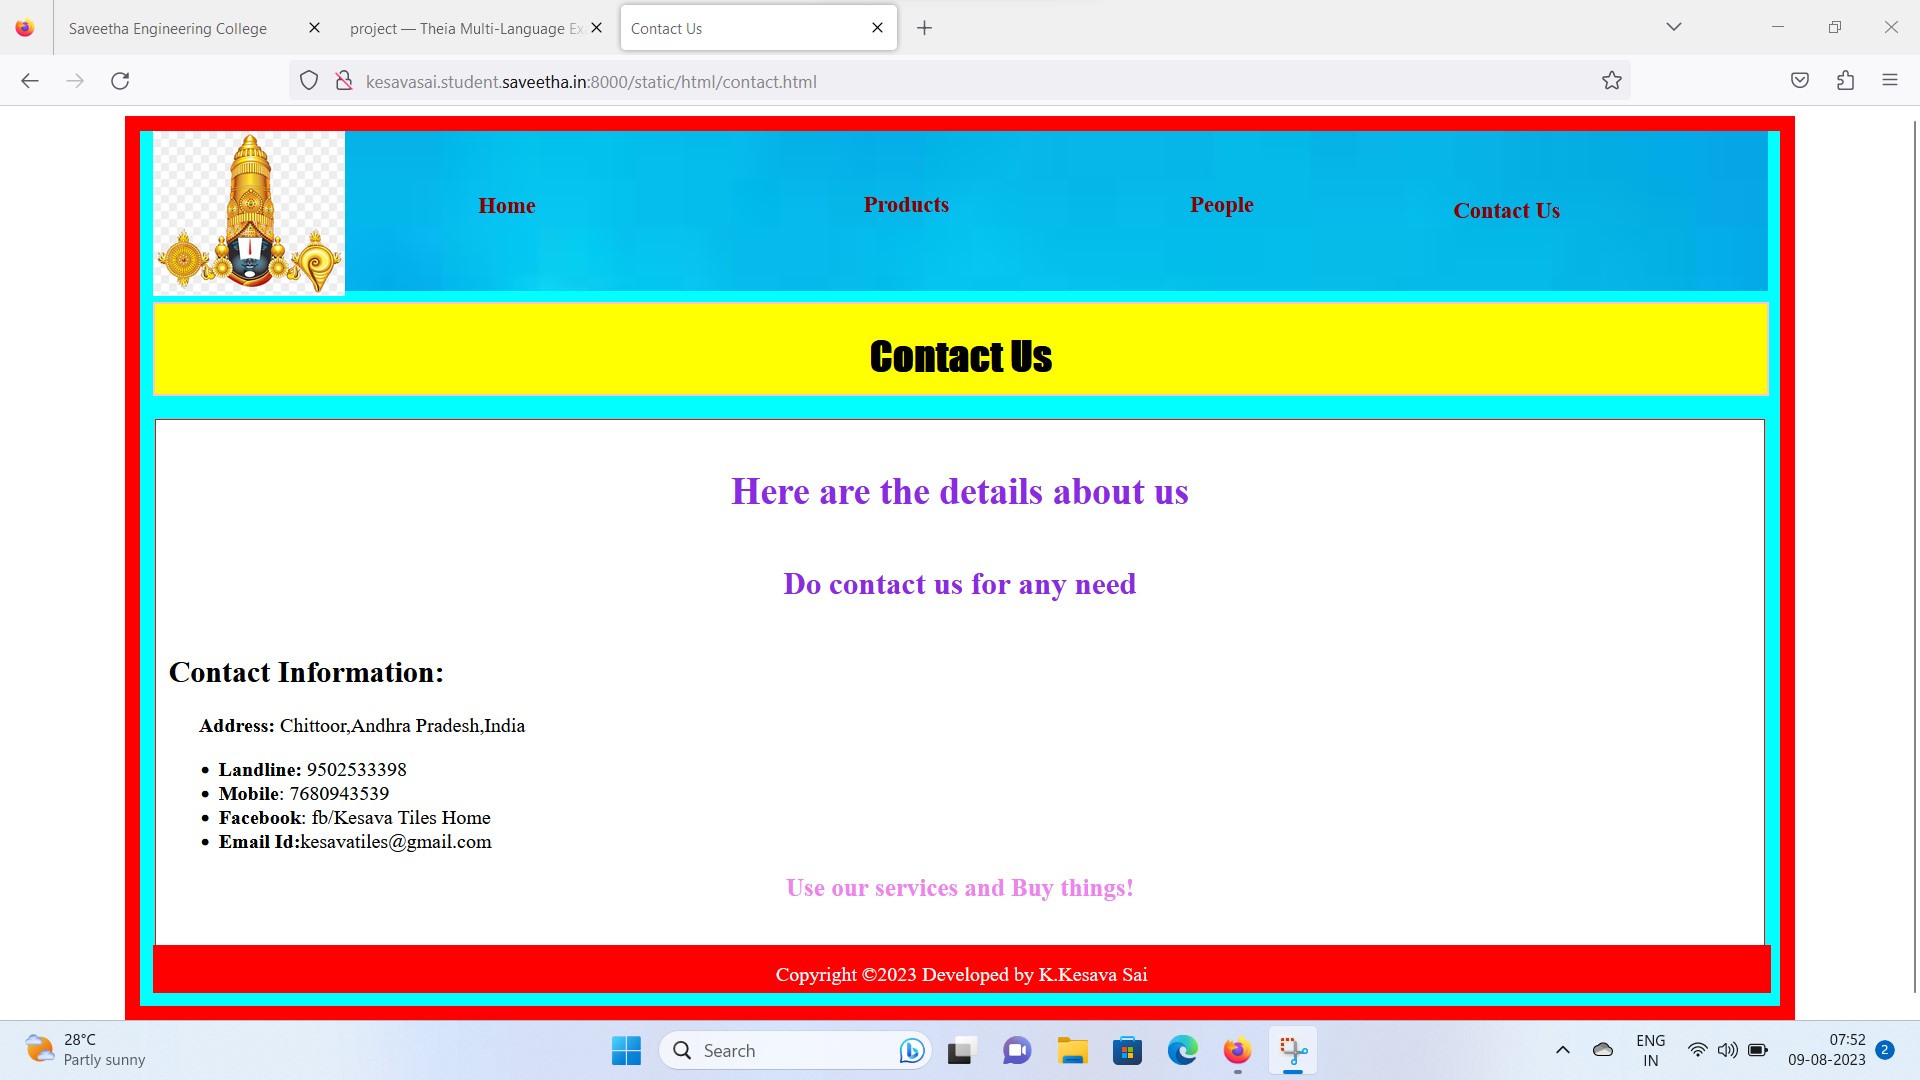 Saveetha Engineering College
project — Theia Multi-Language Ex
Contact Us
kesavasai.student.saveetha.in:8000/static/html/contact.html
Home Products People Contact Us
Contact Us
Here are the details about us
Do contact us for any need
Contact Information:
Address: Chittoor,Andhra Pradesh,India
Landline: 9502533398
Mobile: 7680943539
Facebook: fb/Kesava Tiles Home
Email Id:kesavatiles@gmail.com
Use our services and Buy things!
Copyright ©2023 Developed by K.Kesava Sai
28°C
Partly sunny
Search
ENG
IN
07:52
09-08-2023
2